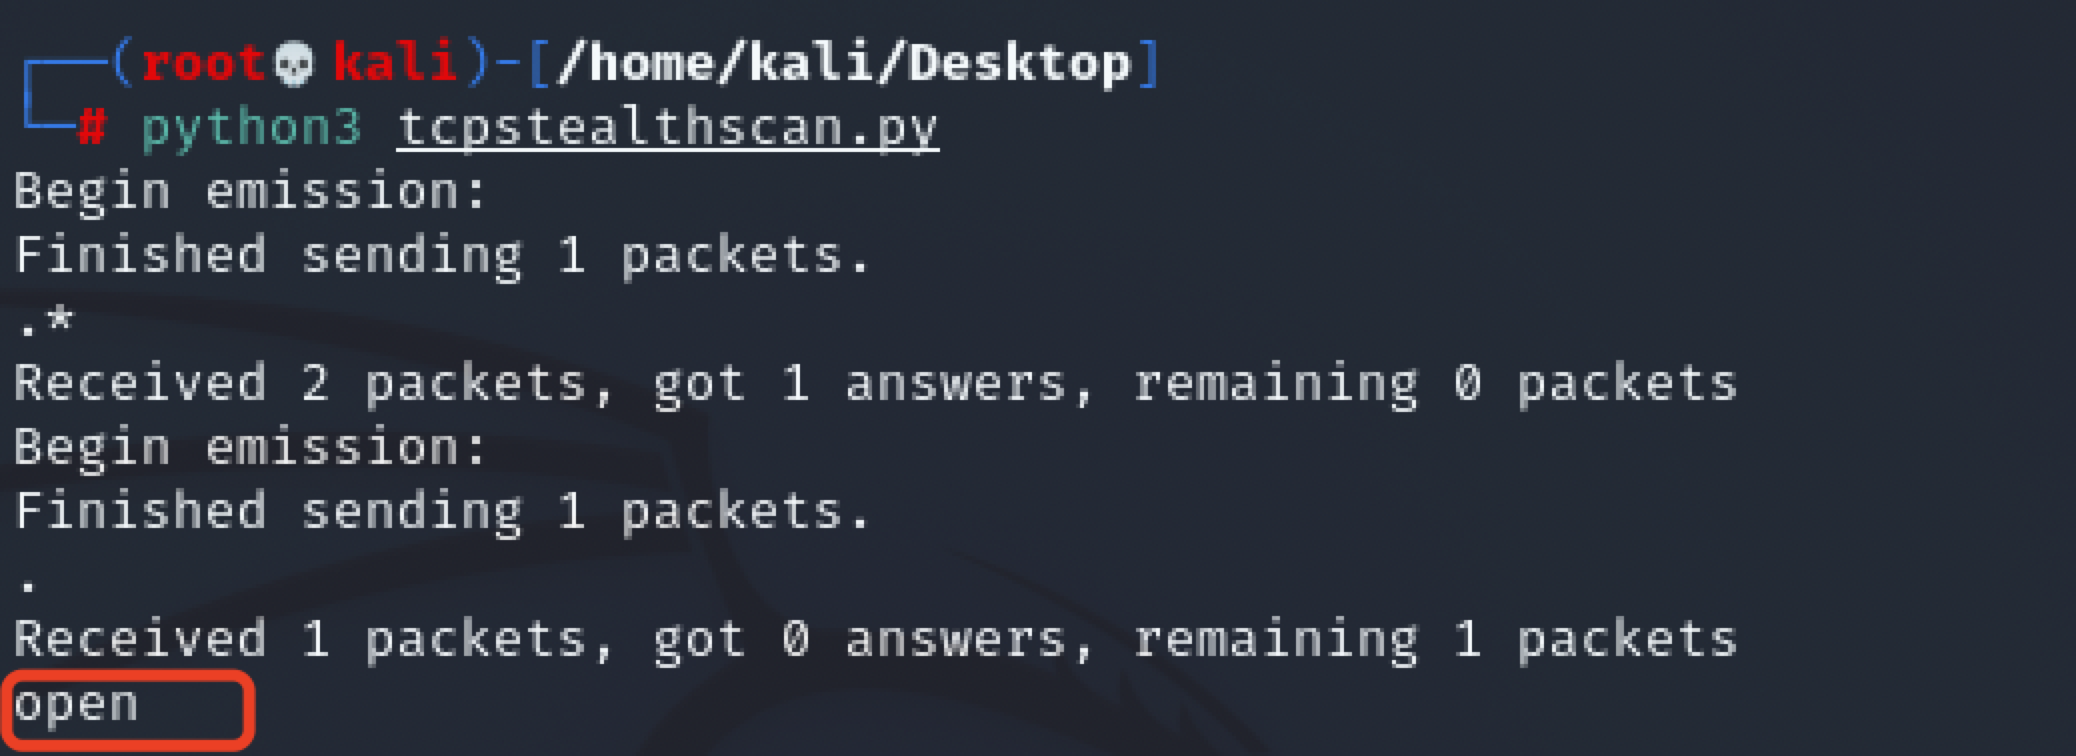 ┌──(root💀kali)-[/home/kali/Desktop]
└─# python3 tcpstealthscan.py
Begin emission:
Finished sending 1 packets.
.*
Received 2 packets, got 1 answers, remaining 0 packets
Begin emission:
Finished sending 1 packets.
.
Received 1 packets, got 0 answers, remaining 1 packets
open